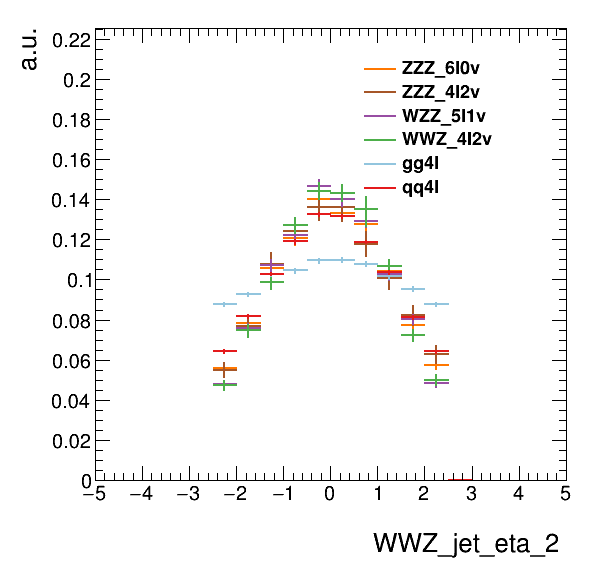 a.u.
0.22
0.2
0.18
0.16
0.14
0.12
0.1
0.08
0.06
0.04
0.02
0
ZZZ_6l0v
ZZZ_4l2v
WZZ_5l1v
WWZ_4l2v
gg4l
qq4l
−5 −4 −3 −2 −1 0 1 2 3 4 5
WWZ_jet_eta_2